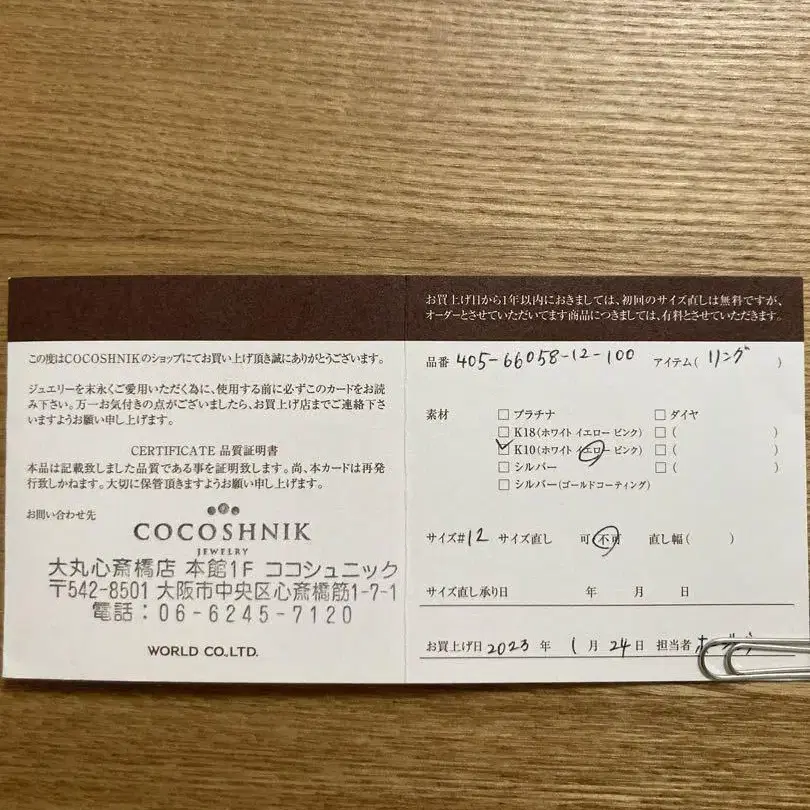 この度はCOCOSHNIKのショップにてお買い上げ頂き誠にありがとうございます。
ジュエリーを末永くご愛用いただく為に、使用する前に必ずこのカードをお読
み下さい。万一お気付きの点がございましたら、お買上げ店までご連絡下さ
いますようお願い申し上げます。
CERTIFICATE 品質証明書
本品は記載致しました品質である事を証明致します。尚、本カードは再発
行致しかねます。大切に保管頂きますようお願い申し上げます。
お問い合わせ先
COCOSHNIK
JEWELRY
大丸心斎橋店 本館1F ココシュニック
〒542-8501 大阪市中央区心斎橋筋1-7-1
電話：06-6245-7120
WORLD CO.,LTD.
お買上げ日から1年以内におきましては、初回のサイズ直しは無料ですが、
オーダーとさせていただいてます商品につきましては、有料とさせていただきます。
品番 405-66058-12-100 アイテム( リング )
素材 □ プラチナ □ ダイヤ
□ K18(ホワイト イエロー ピンク) □ ( )
☑ K10(ホワイト イエロー ピンク) □ ( )
□ シルバー □ ( )
□ シルバー(ゴールドコーティング)
サイズ# 12 サイズ直し 可 不可 直し幅( )
サイズ直し承り日 年 月 日
お買上げ日 2023 年 1 月 24 日 担当者